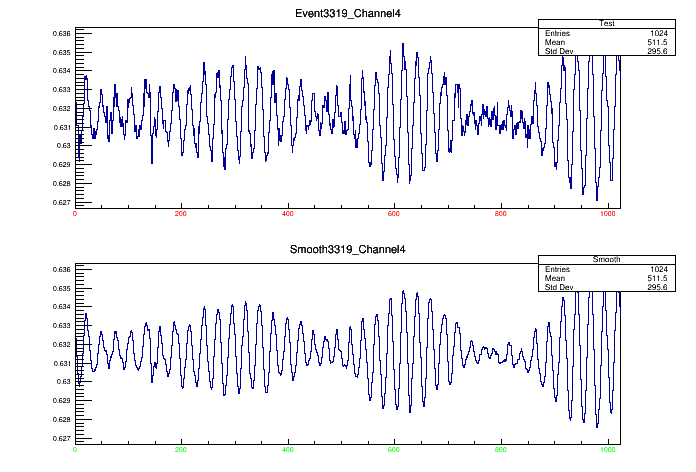 Event3319_Channel4
Test
Entries 1024
Mean 511.5
Std Dev 295.6
0.636
0.635
0.634
0.633
0.632
0.631
0.63
0.629
0.628
0.627
0 200 400 600 800 1000
Smooth3319_Channel4
Smooth
Entries 1024
Mean 511.5
Std Dev 295.6
0.636
0.635
0.634
0.633
0.632
0.631
0.63
0.629
0.628
0.627
0 200 400 600 800 1000